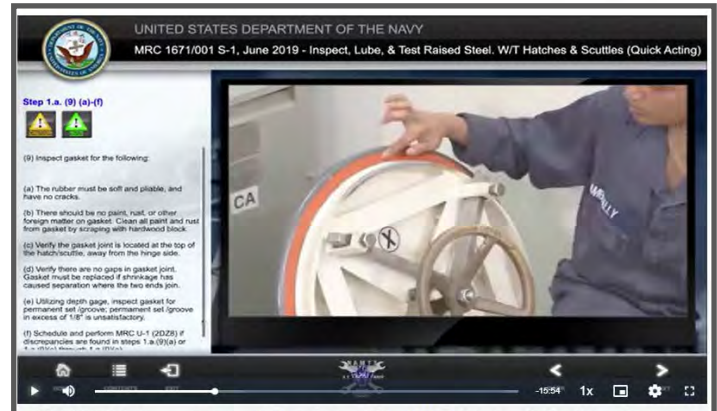 UNITED STATES DEPARTMENT OF THE NAVY
MRC 1671/001 S-1, June 2019 - Inspect, Lube, & Test Raised Steel. W/T Hatches & Scuttles (Quick Acting)
Step 1.a. (9) (a)-(f)
(9) Inspect gasket for the following:
(a) The rubber must be soft and pliable, and
have no cracks.
(b) There should be no paint, rust, or other
foreign matter on gasket. Clean all paint and rust
from gasket by scraping with hardwood block.
(c) Verify the gasket joint is located at the top of
the hatch/scuttle, away from the hinge side.
(d) Verify there are no gaps in gasket joint.
Gasket must be replaced if shrinkage has
caused separation where the two ends join.
(e) Utilizing depth gage, inspect gasket for
permanent set /groove; permanent set /groove
in excess of 1/8" is unsatisfactory.
(f) Schedule and perform MRC U-1 (2DZ8) if
discrepancies are found in steps 1.a.(9)(a) or
CA
X
CONTENTS
EXIT
-15:54
1x